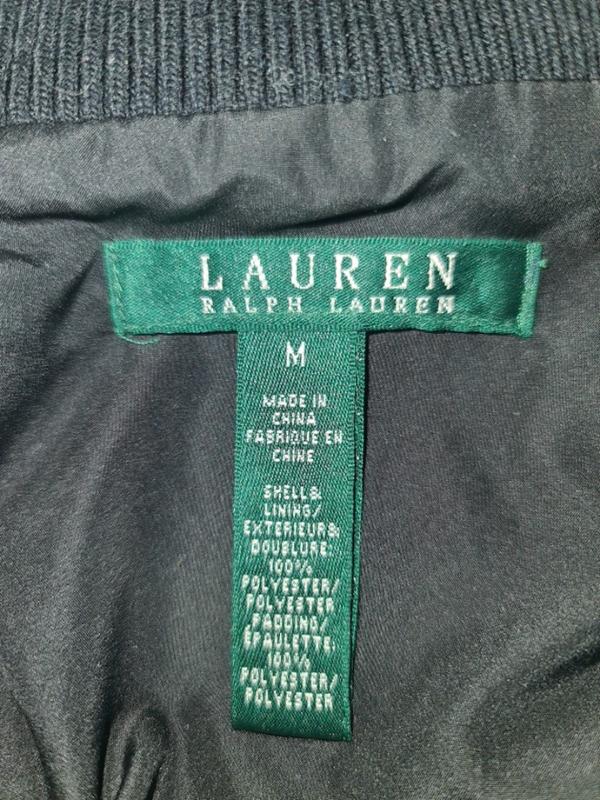 LAUREN
RALPH LAUREN
M
MADE IN
CHINA
FABRIQUE EN
CHINE
SHELL&
LINING/
EXTERIEUR&
DOUBLURE:
100%
POLYESTER/
POLYESTER
PADDING/
EPAULETTE:
100%
POLYESTER/
POLYESTER